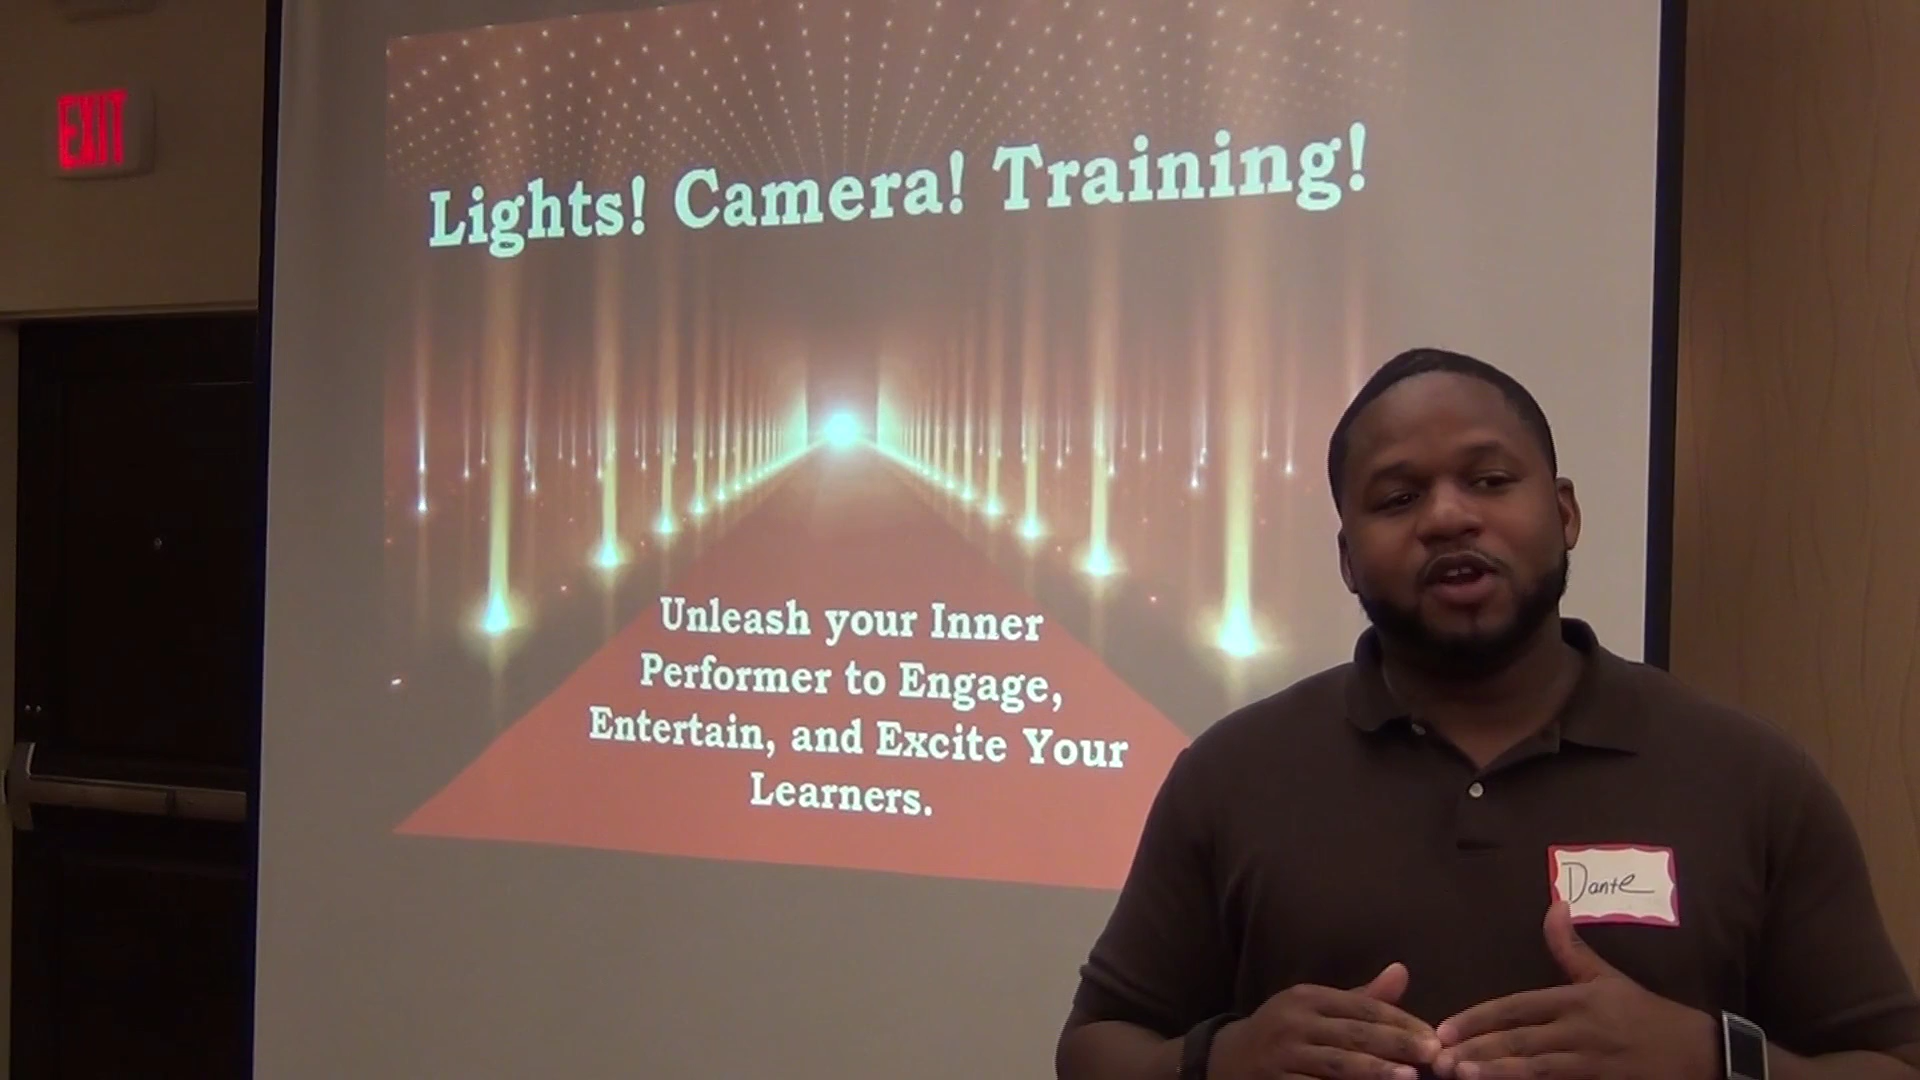 EXIT
Lights! Camera! Training!
Unleash your Inner
Performer to Engage,
Entertain, and Excite Your
Learners.
Dante